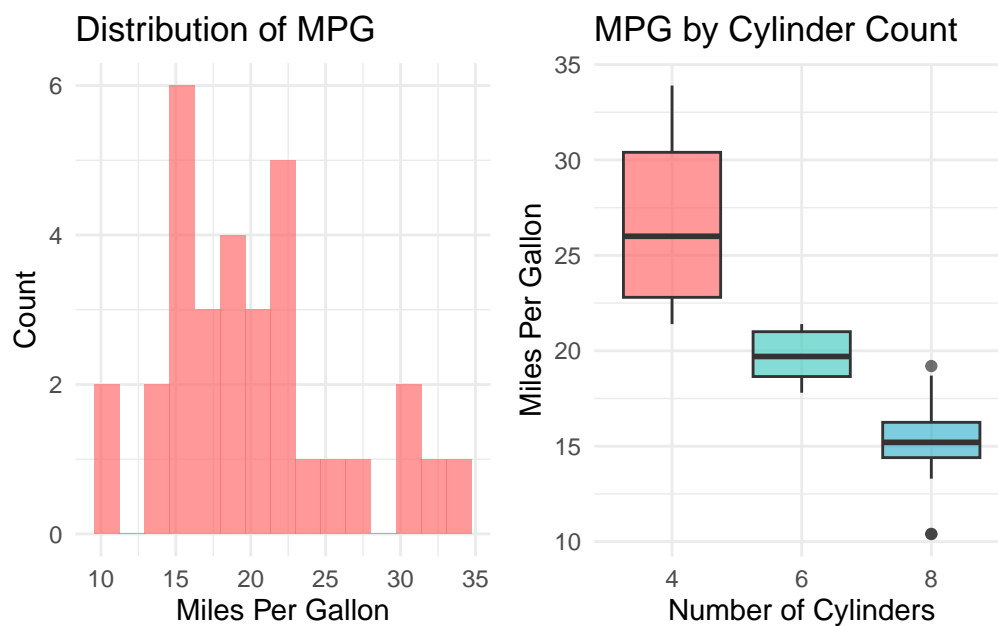 Distribution of MPG
6
4
2
0
Count
10 15 20 25 30 35
Miles Per Gallon
MPG by Cylinder Count
35
30
25
20
15
10
Miles Per Gallon
4 6 8
Number of Cylinders